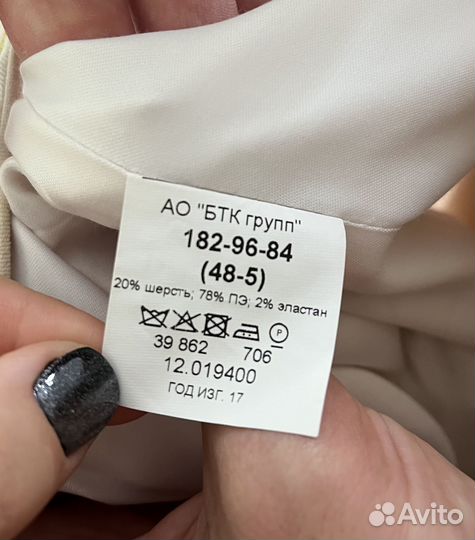 АО "БТК групп"
182-96-84
(48-5)
20% шерсть; 78% ПЭ; 2% эластан
P
39 862 706
12.019400
ГОД ИЗГ. 17
Avito